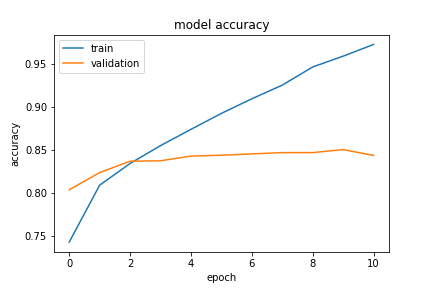 model accuracy
train
validation
0.95
0.90
0.85
0.80
0.75
accuracy
0 2 4 6 8 10
epoch